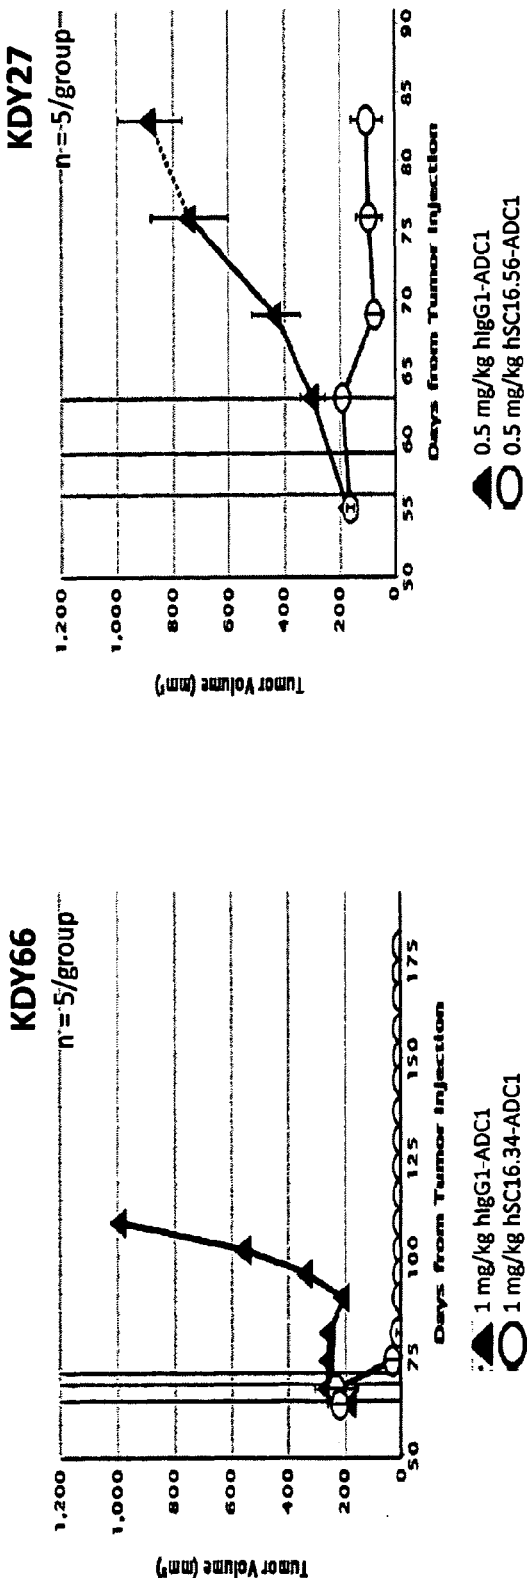 KDY66
n = 5/group
Tumor Volume (mm³)
1,200
1,000
800
600
400
200
0
50
75
100
125
150
175
Days from Tumor Injection
1 mg/kg hIgG1-ADC1
1 mg/kg hSC16.34-ADC1
KDY27
n = 5/group
Tumor Volume (mm³)
1,200
1,000
800
600
400
200
0
50
55
60
65
70
75
80
85
90
Days from Tumor Injection
0.5 mg/kg hIgG1-ADC1
0.5 mg/kg hSC16.56-ADC1